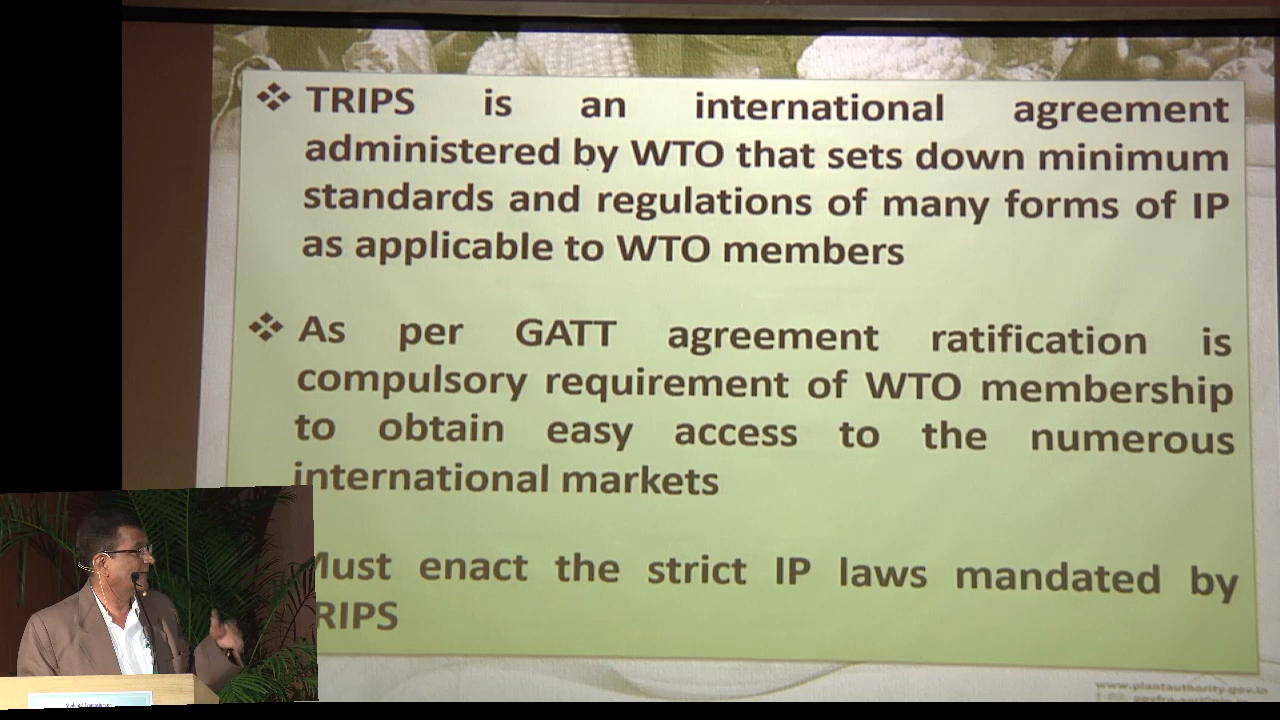 ❖ TRIPS is an international agreement
administered by WTO that sets down minimum
standards and regulations of many forms of IP
as applicable to WTO members
❖ As per GATT agreement ratification is
compulsory requirement of WTO membership
to obtain easy access to the numerous
international markets
Must enact the strict IP laws mandated by
TRIPS
www.plantauthority.gov.in